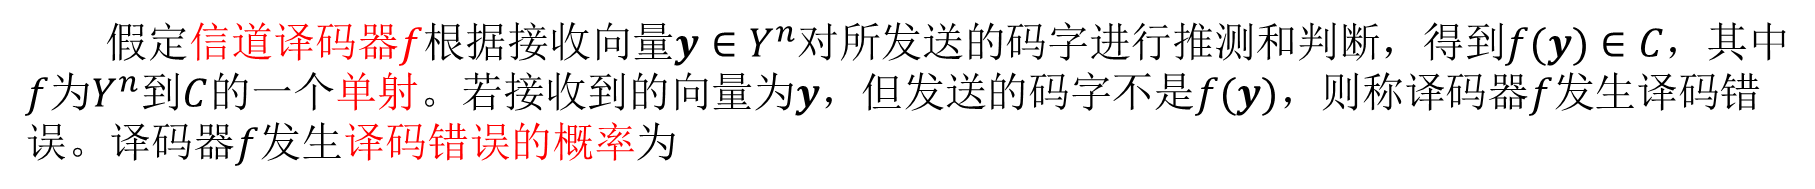 假定信道译码器f根据接收向量y ∈ Yⁿ对所发送的码字进行推测和判断，得到f(y) ∈ C，其中
f为Yⁿ到C的一个单射。若接收到的向量为y，但发送的码字不是f(y)，则称译码器f发生译码错
误。译码器f发生译码错误的概率为